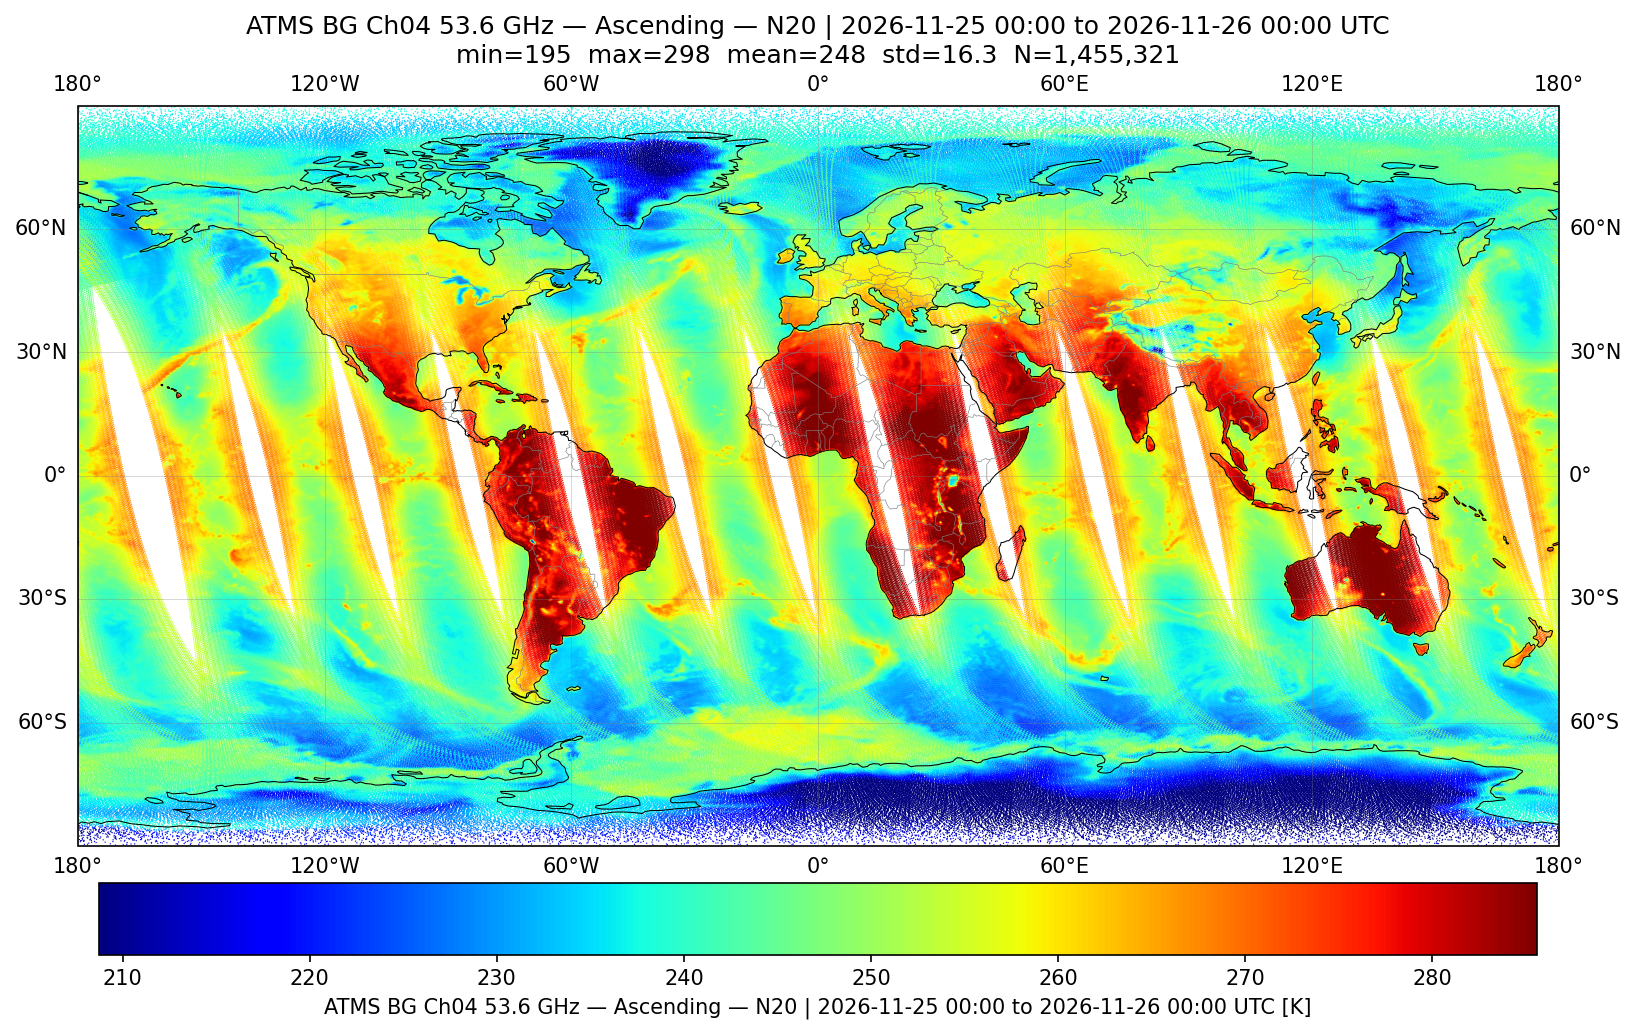 ATMS BG Ch04 53.6 GHz — Ascending — N20 | 2026-11-25 00:00 to 2026-11-26 00:00 UTC
min=195 max=298 mean=248 std=16.3 N=1,455,321
180° 120°W 60°W 0° 60°E 120°E 180°
60°N 60°N
30°N 30°N
0° 0°
30°S 30°S
60°S 60°S
180° 120°W 60°W 0° 60°E 120°E 180°
210 220 230 240 250 260 270 280
ATMS BG Ch04 53.6 GHz — Ascending — N20 | 2026-11-25 00:00 to 2026-11-26 00:00 UTC [K]